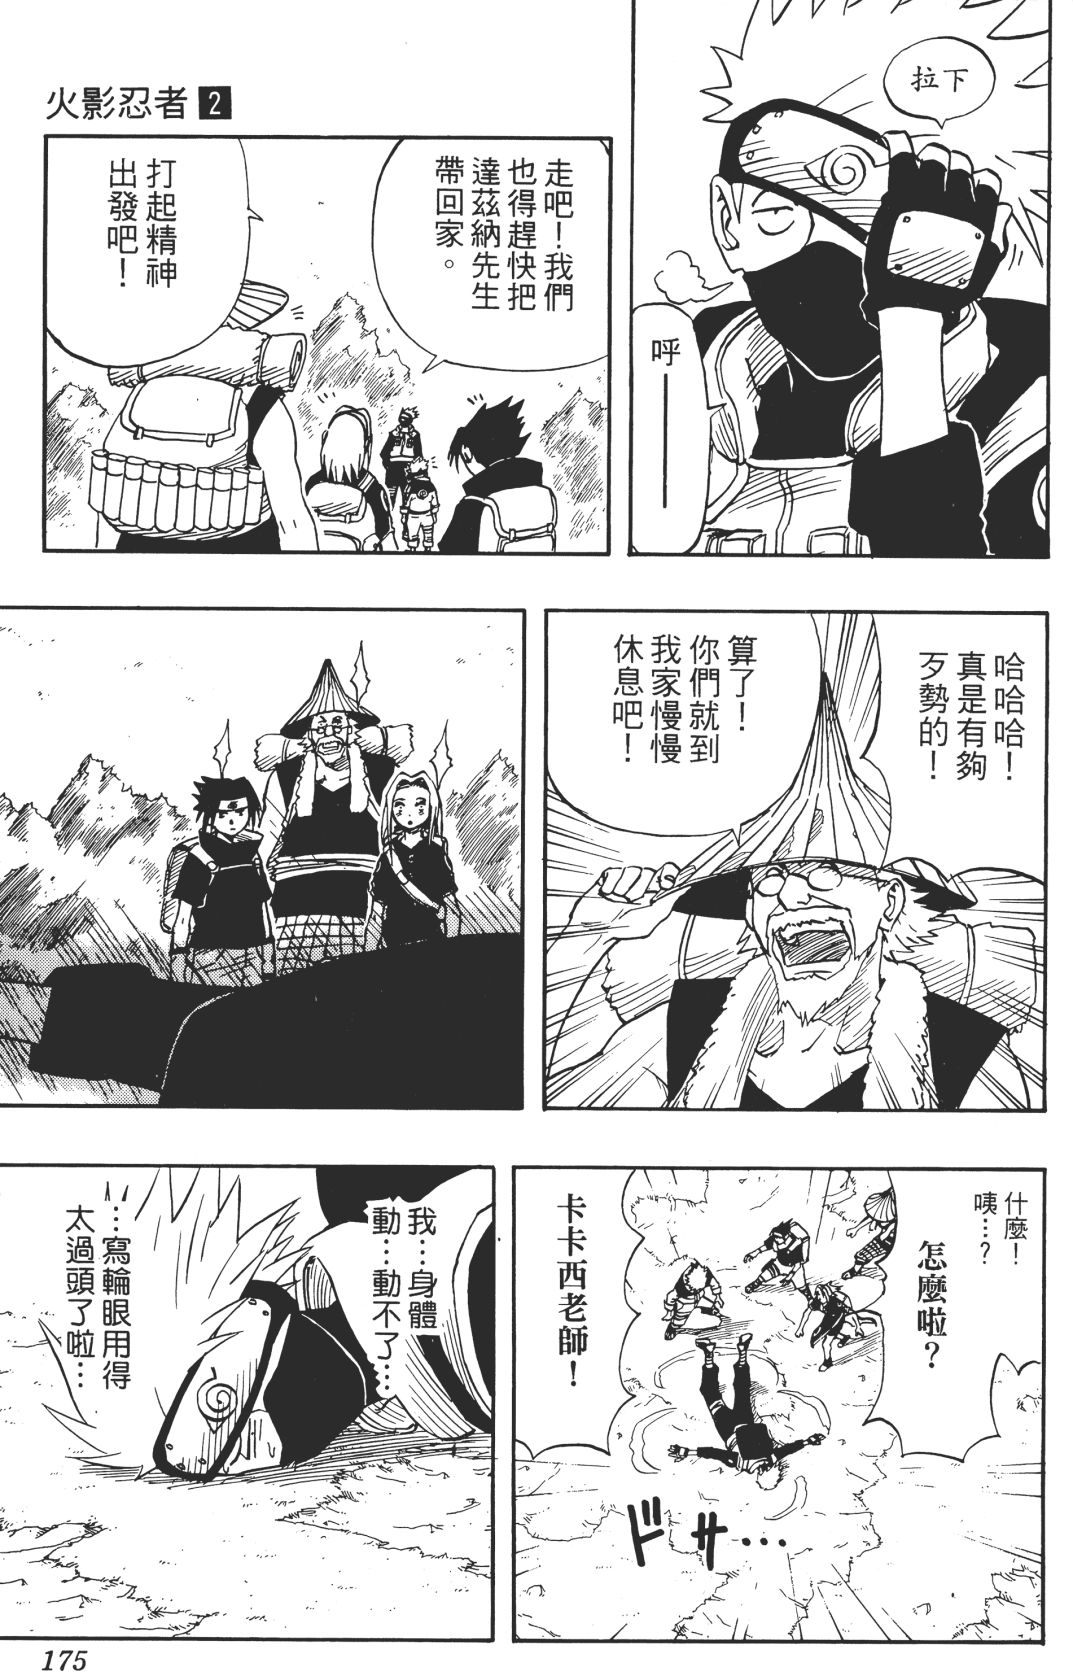 火影忍者 2
拉下
呼——
走吧！我們
也得趕快把
達茲納先生
帶回家。
打起精神
出發吧！
哈哈哈！
真是有夠
歹勢的！
算了！
你們就到
我家慢慢
休息吧！
什麼！
咦…？
怎麼啦？
卡卡西老師！
ドサ…
我…身體
動…動不了…
…寫輪眼用得
太過頭了啦…
175